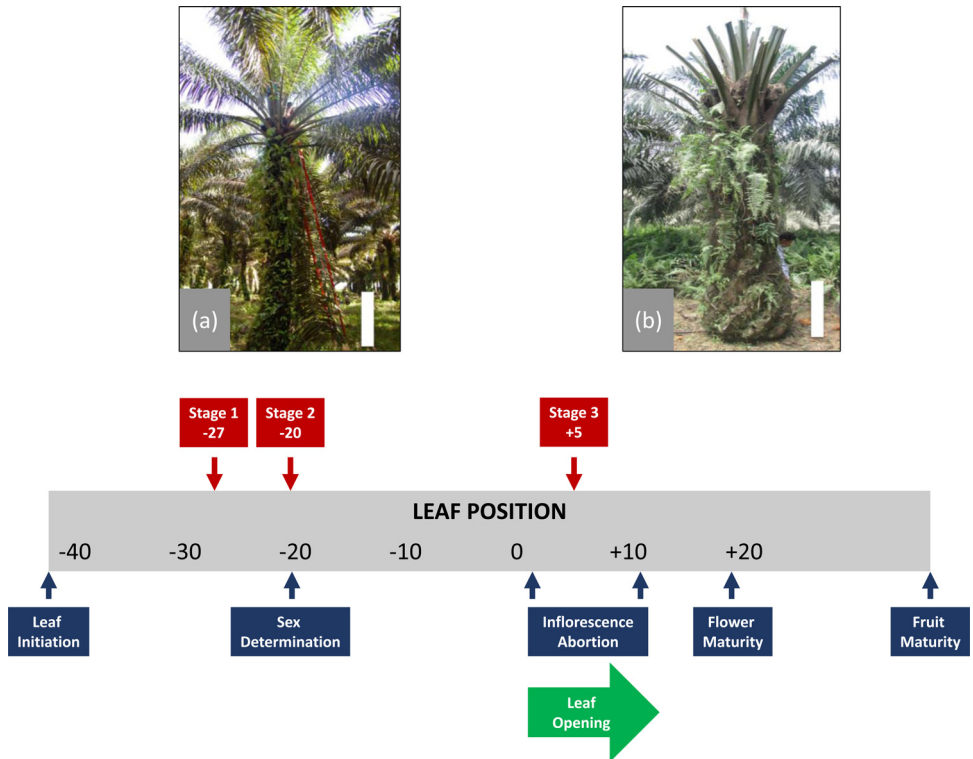 (a)
(b)
Stage 1
-27
Stage 2
-20
Stage 3
+5
LEAF POSITION
-40 -30 -20 -10 0 +10 +20
Leaf
Initiation
Sex
Determination
Inflorescence
Abortion
Flower
Maturity
Fruit
Maturity
Leaf
Opening